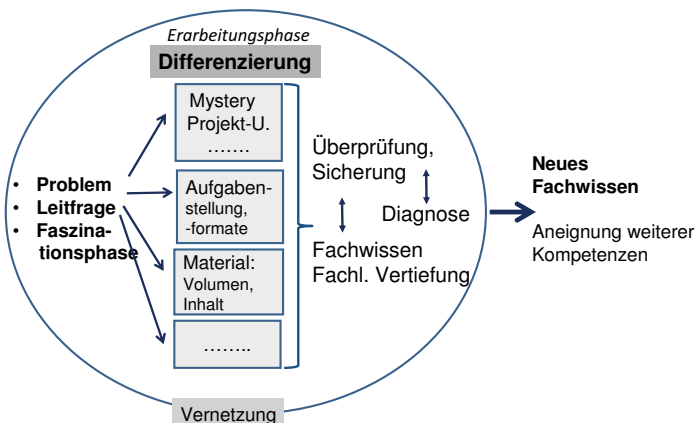 Erarbeitungsphase
Differenzierung
• Problem
• Leitfrage
• Faszina-
tionsphase
Mystery
Projekt-U.
.......
Aufgaben-
stellung,
-formate
Material:
Volumen,
Inhalt
........
Überprüfung,
Sicherung
Diagnose
Fachwissen
Fachl. Vertiefung
Neues
Fachwissen
Aneignung weiterer
Kompetenzen
Vernetzung